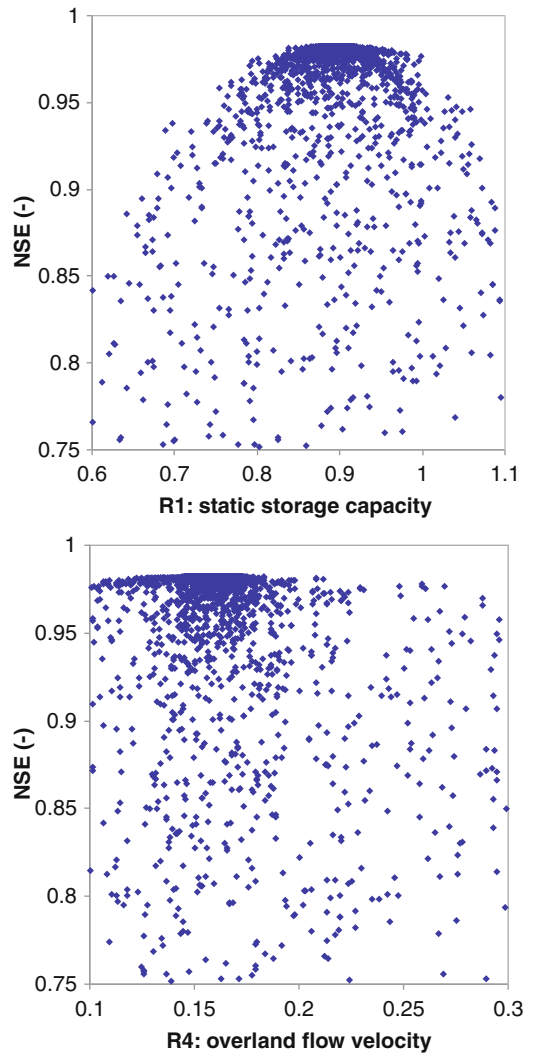 1
0.95
0.9
0.85
0.8
0.75
NSE (-)
0.6 0.7 0.8 0.9 1 1.1
R1: static storage capacity
1
0.95
0.9
0.85
0.8
0.75
NSE (-)
0.1 0.15 0.2 0.25 0.3
R4: overland flow velocity